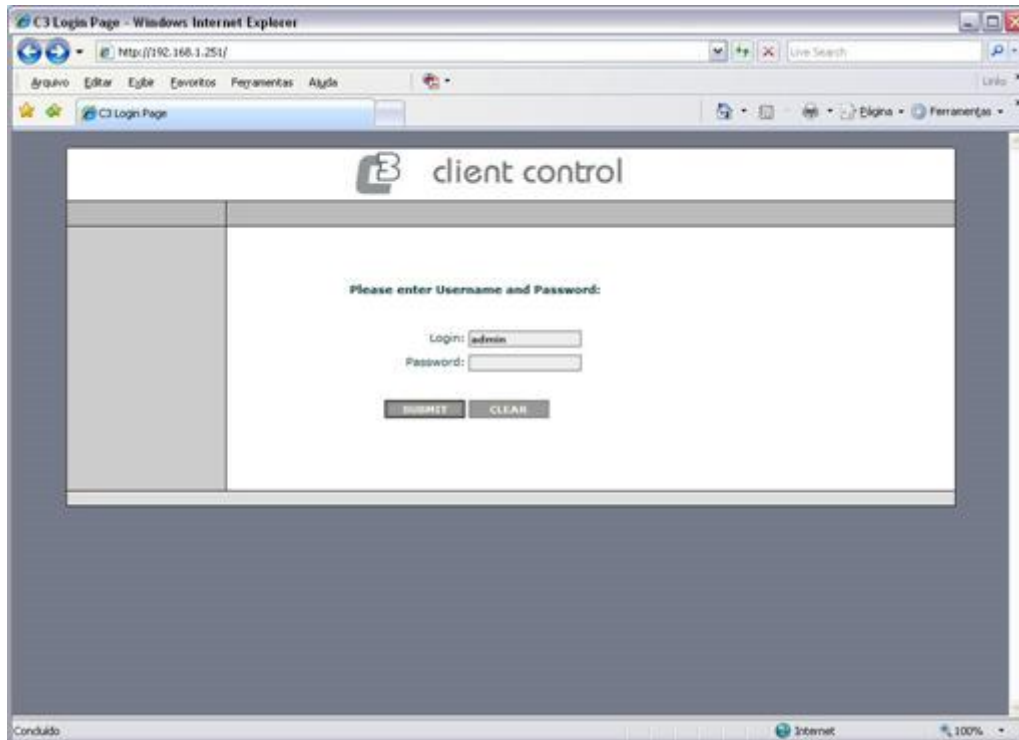 C3 Login Page - Windows Internet Explorer
http://192.168.1.251/
Live Search
Arquivo Editar Exibir Favoritos Ferramentas Ajuda
Links
C3 Login Page
Página Ferramentas
C3 client control
Please enter Username and Password:
Login: admin
Password:
SUBMIT CLEAR
Concluído
Internet
100%